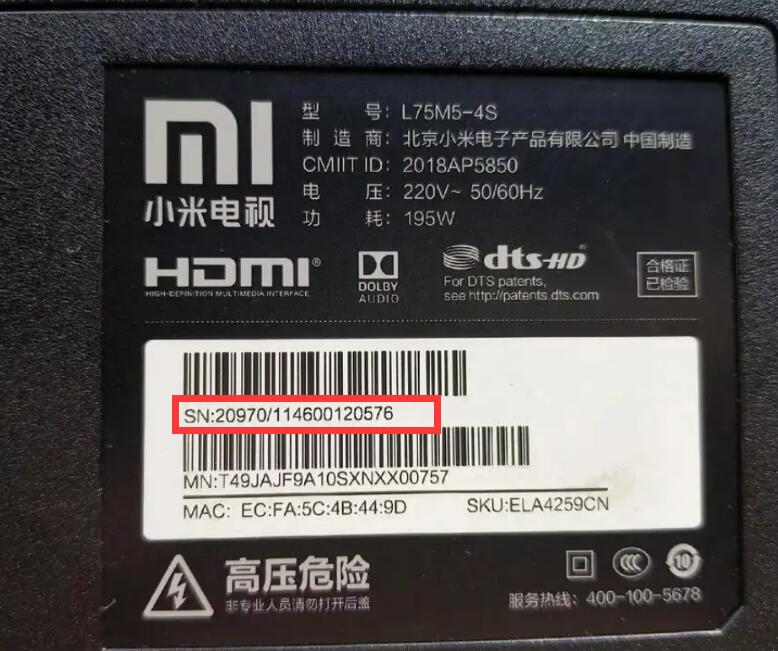 mi
小米电视
型 号: L75M5-4S
制 造 商: 北京小米电子产品有限公司 中国制造
CMIIT ID: 2018AP5850
电 压: 220V~ 50/60Hz
功 耗: 195W
HDMI®
HIGH-DEFINITION MULTIMEDIA INTERFACE
DOLBY
AUDIO
dts-HD®
For DTS patents,
see http://patents.dts.com
合格证
已检验
SN:20970/114600120576
MN:T49JAJF9A10SXNXX00757
MAC: EC:FA:5C:4B:44:9D SKU:ELA4259CN
高压危险
非专业人员请勿打开后盖
CCC
10
服务热线: 400-100-5678